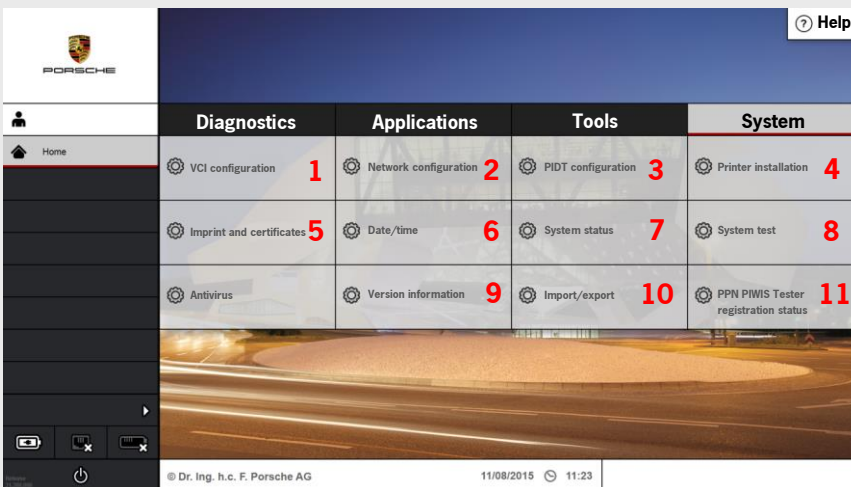 Help
PORSCHE
Diagnostics
Applications
Tools
System
Home
VCI configuration 1
Network configuration 2
PIDT configuration 3
Printer installation 4
Imprint and certificates 5
Date/time 6
System status 7
System test 8
Antivirus
Version information 9
Import/export 10
PPN PIWIS Tester
registration status 11
© Dr. Ing. h.c. F. Porsche AG
11/08/2015 11:23